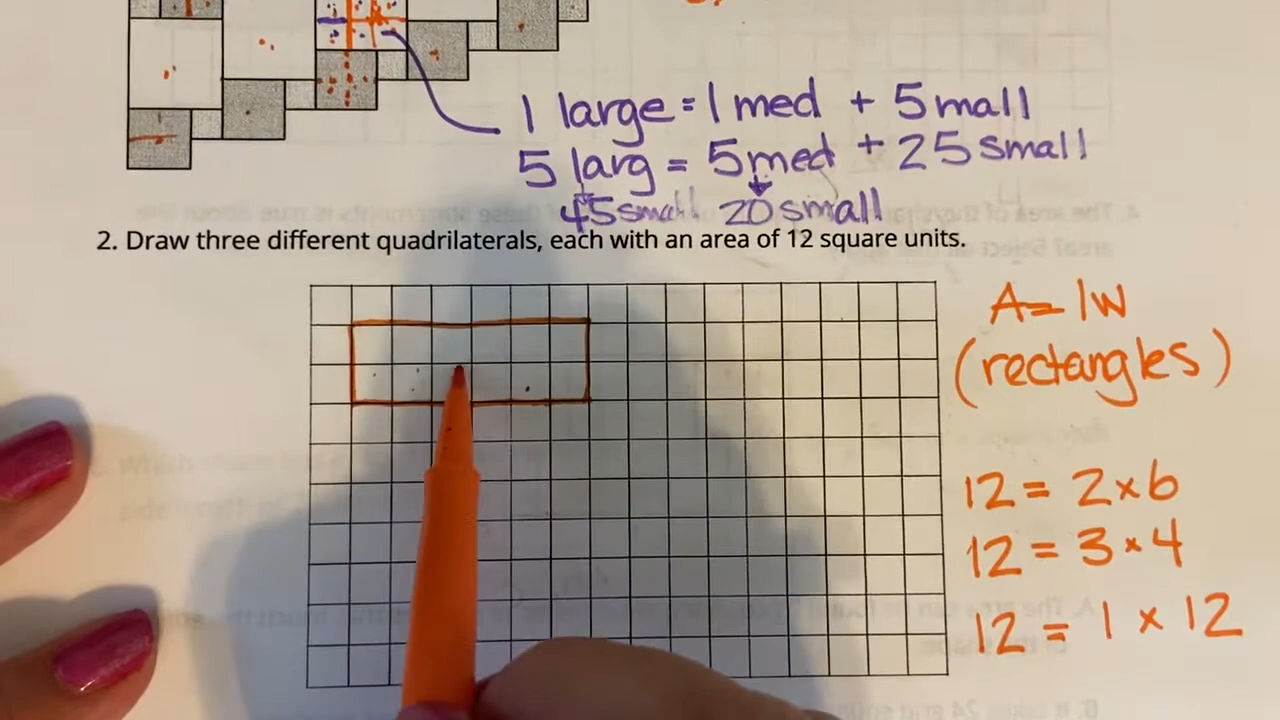 1 large = 1 med + 5 mall
5 larg = 5 med + 25 small
45 small 20 small
2. Draw three different quadrilaterals, each with an area of 12 square units.
A = lW
(rectangles)
12 = 2 × 6
12 = 3 × 4
12 = 1 × 12